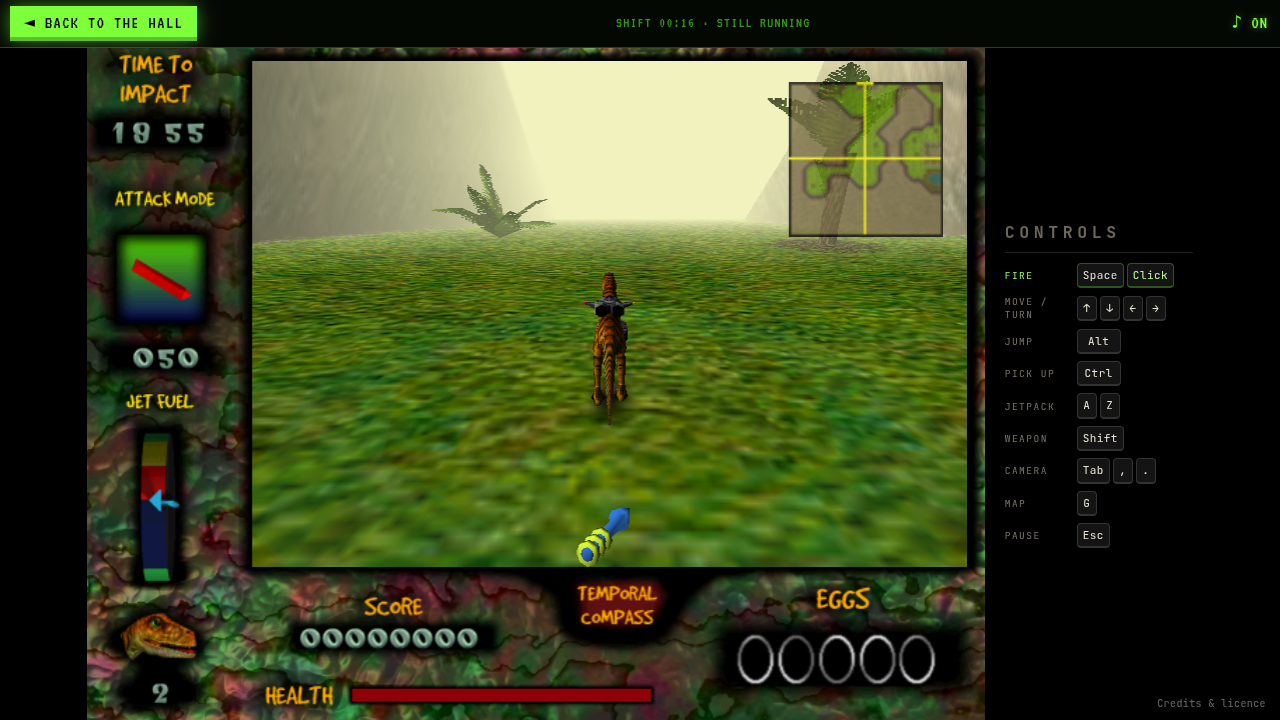 ◄ BACK TO THE HALL
SHIFT 00:16 · STILL RUNNING
♪ ON
TIME TO
IMPACT
19 55
ATTACK MODE
050
JET FUEL
2
SCORE
00000000
HEALTH
TEMPORAL
COMPASS
EGGS
CONTROLS
FIRE Space Click
MOVE /
TURN ↑ ↓ ← →
JUMP Alt
PICK UP Ctrl
JETPACK A Z
WEAPON Shift
CAMERA Tab , .
MAP G
PAUSE Esc
Credits & licence